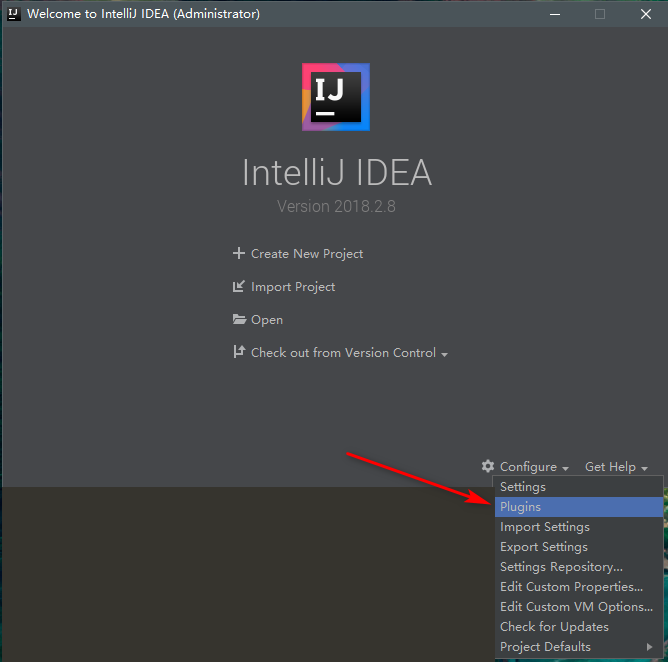 Welcome to IntelliJ IDEA (Administrator)
IJ
IntelliJ IDEA
Version 2018.2.8
Create New Project
Import Project
Open
Check out from Version Control
Configure Get Help
Settings
Plugins
Import Settings
Export Settings
Settings Repository...
Edit Custom Properties...
Edit Custom VM Options...
Check for Updates
Project Defaults